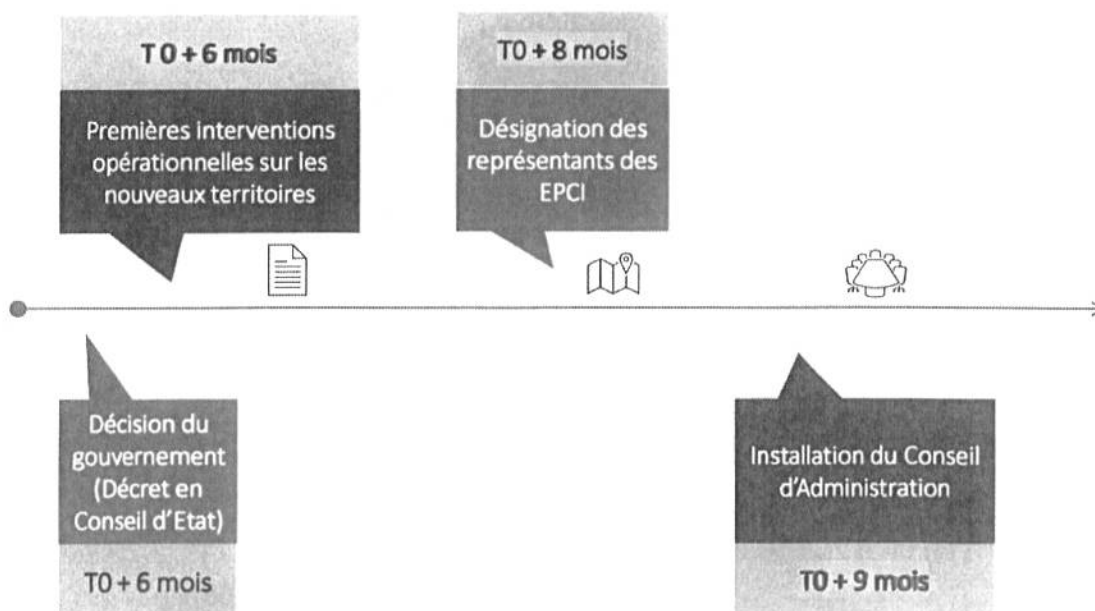 T 0 + 6 mois
Premières interventions
opérationnelles sur les
nouveaux territoires
T0 + 8 mois
Désignation des
représentants des
EPCI
Décision du
gouvernement
(Décret en
Conseil d'Etat)
T0 + 6 mois
Installation du Conseil
d'Administration
T0 + 9 mois